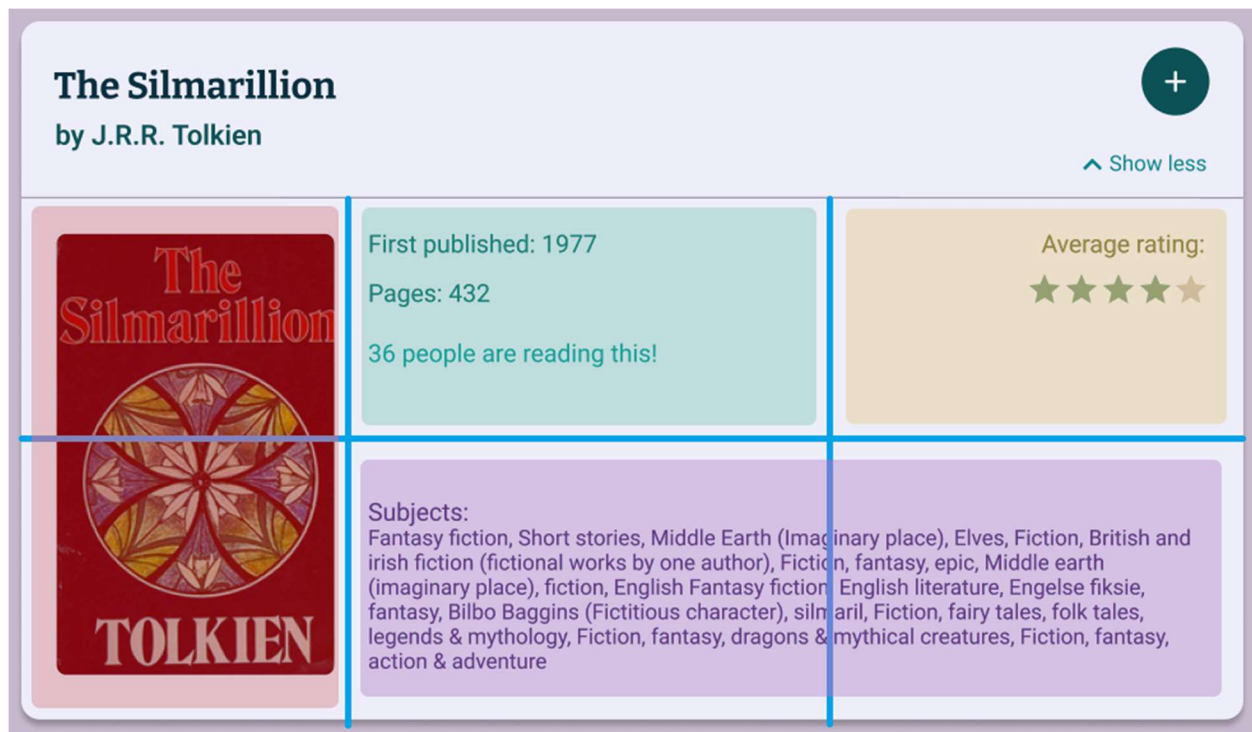 The Silmarillion
by J.R.R. Tolkien
+
Show less
The
Silmarillion
TOLKIEN
First published: 1977
Pages: 432
36 people are reading this!
Average rating:
Subjects:
Fantasy fiction, Short stories, Middle Earth (Imaginary place), Elves, Fiction, British and
irish fiction (fictional works by one author), Fiction, fantasy, epic, Middle earth
(imaginary place), fiction, English Fantasy fiction, English literature, Engelse fiksie,
fantasy, Bilbo Baggins (Fictitious character), silmaril, Fiction, fairy tales, folk tales,
legends & mythology, Fiction, fantasy, dragons & mythical creatures, Fiction, fantasy,
action & adventure